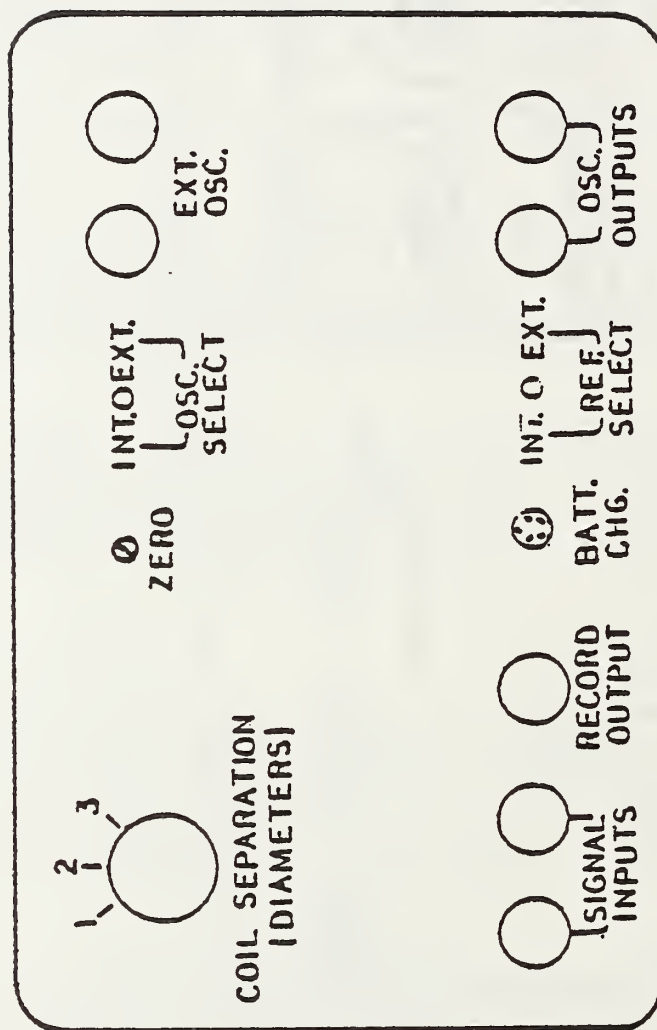 1 2 3
COIL SEPARATION
(DIAMETERS)
ZERO
INT. EXT.
OSC.
SELECT
EXT.
OSC.
SIGNAL
INPUTS
RECORD
OUTPUT
BATT.
CHG.
INT. EXT.
REF.
SELECT
OSC.
OUTPUTS